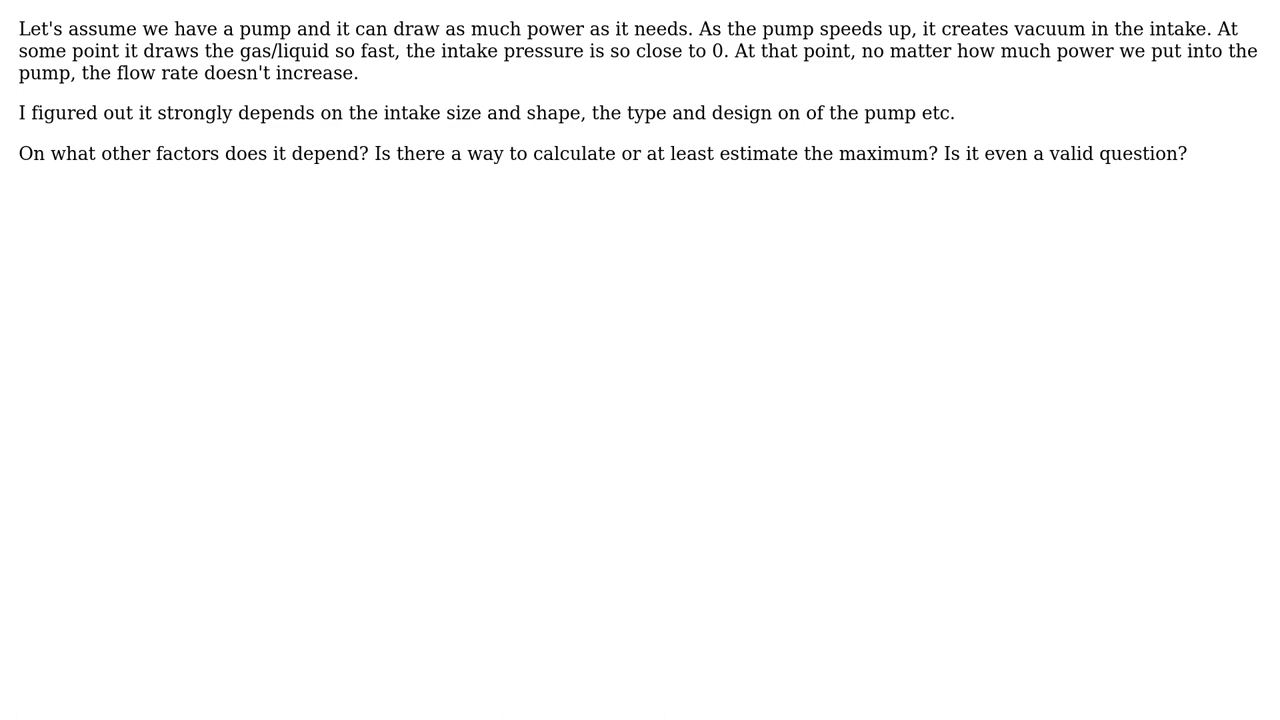 Let's assume we have a pump and it can draw as much power as it needs. As the pump speeds up, it creates vacuum in the intake. At
some point it draws the gas/liquid so fast, the intake pressure is so close to 0. At that point, no matter how much power we put into the
pump, the flow rate doesn't increase.
I figured out it strongly depends on the intake size and shape, the type and design on of the pump etc.
On what other factors does it depend? Is there a way to calculate or at least estimate the maximum? Is it even a valid question?